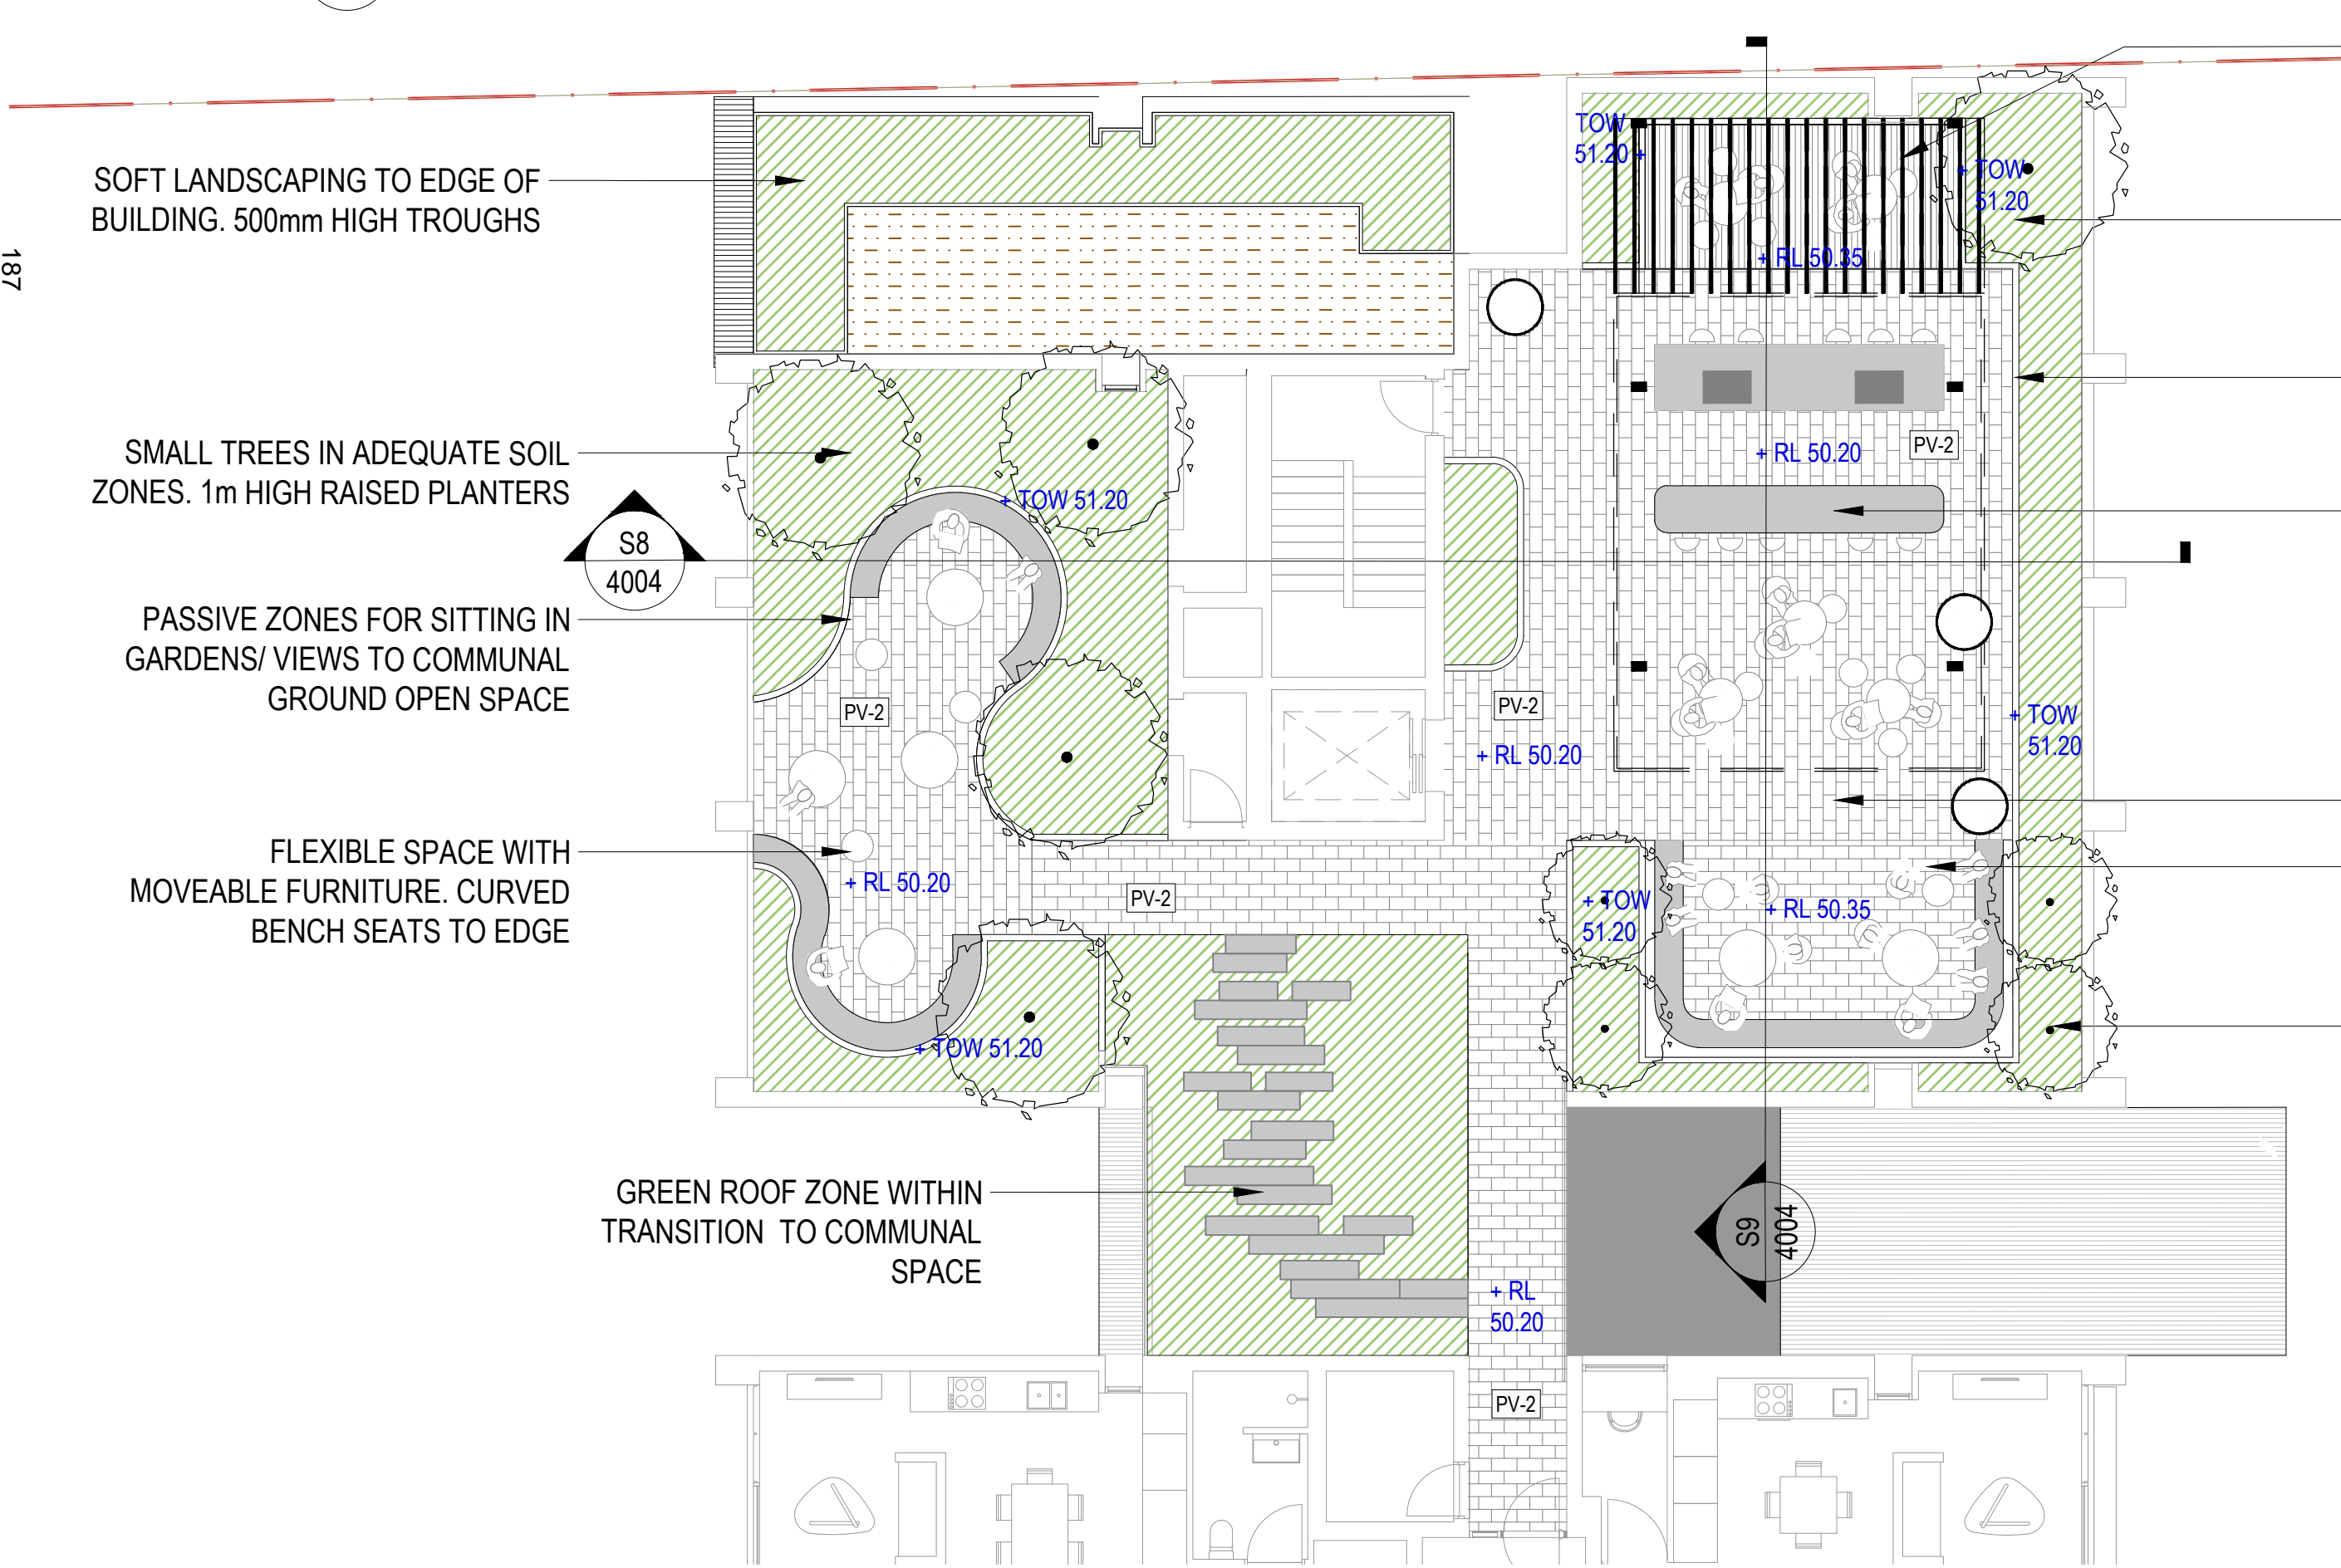 187
SOFT LANDSCAPING TO EDGE OF
BUILDING. 500mm HIGH TROUGHS
SMALL TREES IN ADEQUATE SOIL
ZONES. 1m HIGH RAISED PLANTERS
S8
4004
PASSIVE ZONES FOR SITTING IN
GARDENS/ VIEWS TO COMMUNAL
GROUND OPEN SPACE
FLEXIBLE SPACE WITH
MOVEABLE FURNITURE. CURVED
BENCH SEATS TO EDGE
GREEN ROOF ZONE WITHIN
TRANSITION TO COMMUNAL
SPACE
+ TOW 51.20
PV-2
+ RL 50.20
+ TOW 51.20
PV-2
TOW
51.20 +
+ TOW
51.20
+ RL 50.35
+ RL 50.20
PV-2
PV-2
+ RL 50.20
+ TOW
51.20
+ TOW
51.20
+ RL 50.35
S9
4004
+ RL
50.20
PV-2